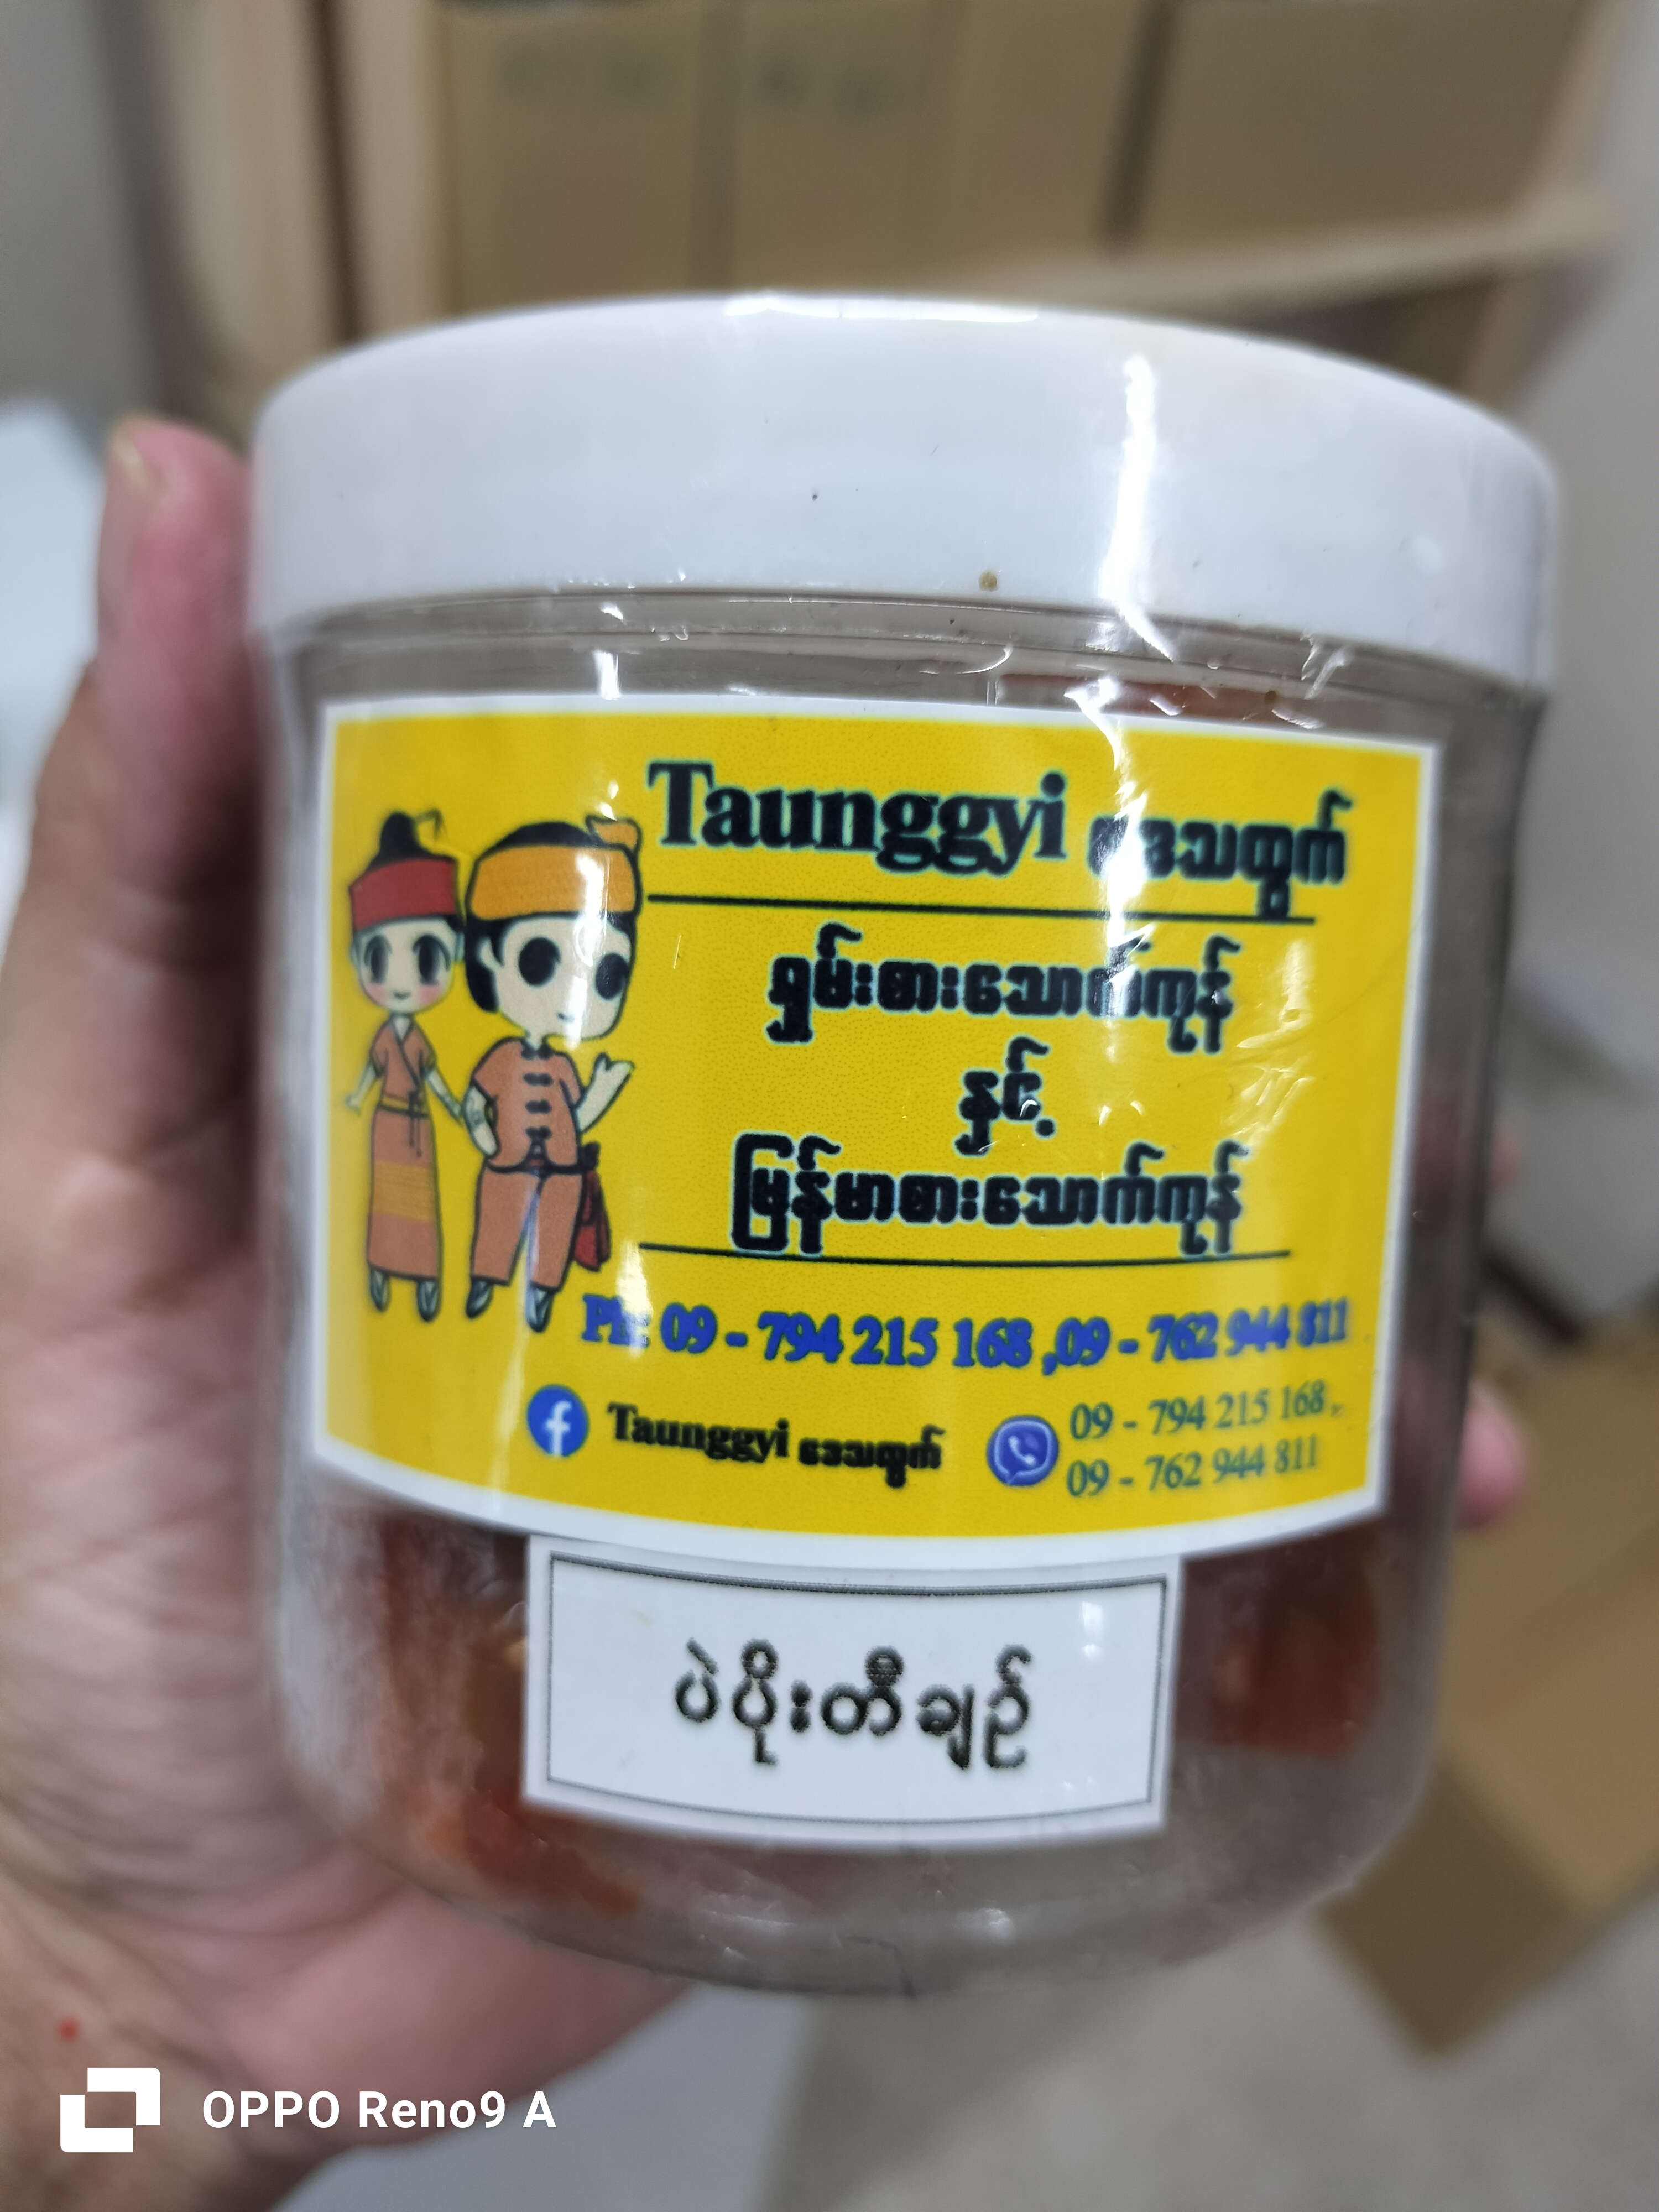 Taunggyi ဒေသထွက်
ရှမ်းစားသောက်ကုန်
နှင့်
မြန်မာစားသောက်ကုန်
Ph: 09 - 794 215 168 ,09 - 762 944 811
Taunggyi ဒေသထွက်
09 - 794 215 168 ,
09 - 762 944 811
ပဲပိုးတီချဉ်
OPPO Reno9 A